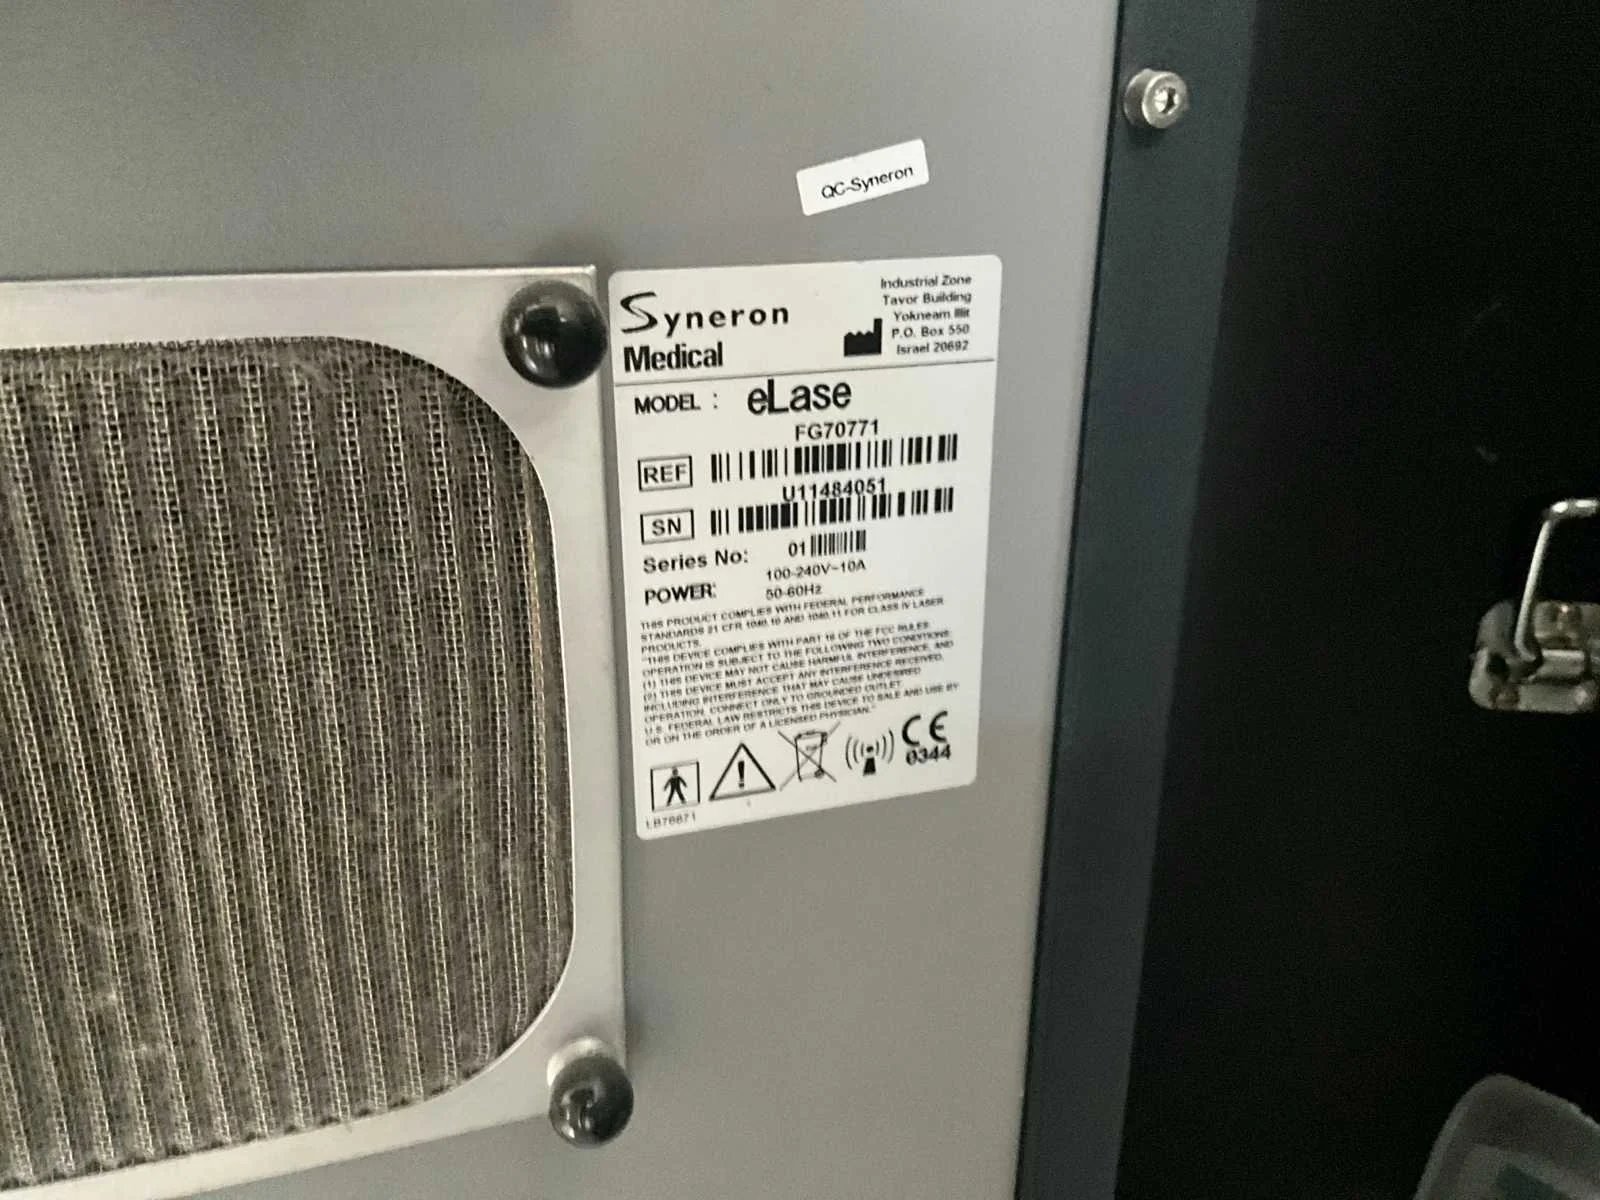 QC-Syneron
Syneron
Medical
Industrial Zone
Tavor Building
Yokneam Illit
P.O. Box 550
Israel 20692
MODEL : eLase
FG70771
REF
U11484051
SN
Series No: 01
POWER: 100-240V~10A
50-60Hz
THIS PRODUCT COMPLIES WITH FEDERAL PERFORMANCE
STANDARDS 21 CFR 1040.10 AND 1040.11 FOR CLASS IV LASER
PRODUCTS.
"THIS DEVICE COMPLIES WITH PART 18 OF THE FCC RULES.
OPERATION IS SUBJECT TO THE FOLLOWING TWO CONDITIONS:
(1) THIS DEVICE MAY NOT CAUSE HARMFUL INTERFERENCE, AND
(2) THIS DEVICE MUST ACCEPT ANY INTERFERENCE RECEIVED,
INCLUDING INTERFERENCE THAT MAY CAUSE UNDESIRED
OPERATION. CONNECT ONLY TO GROUNDED OUTLET.
U.S. FEDERAL LAW RESTRICTS THIS DEVICE TO SALE AND USE BY
OR ON THE ORDER OF A LICENSED PHYSICIAN."
CE
0344
LB76671